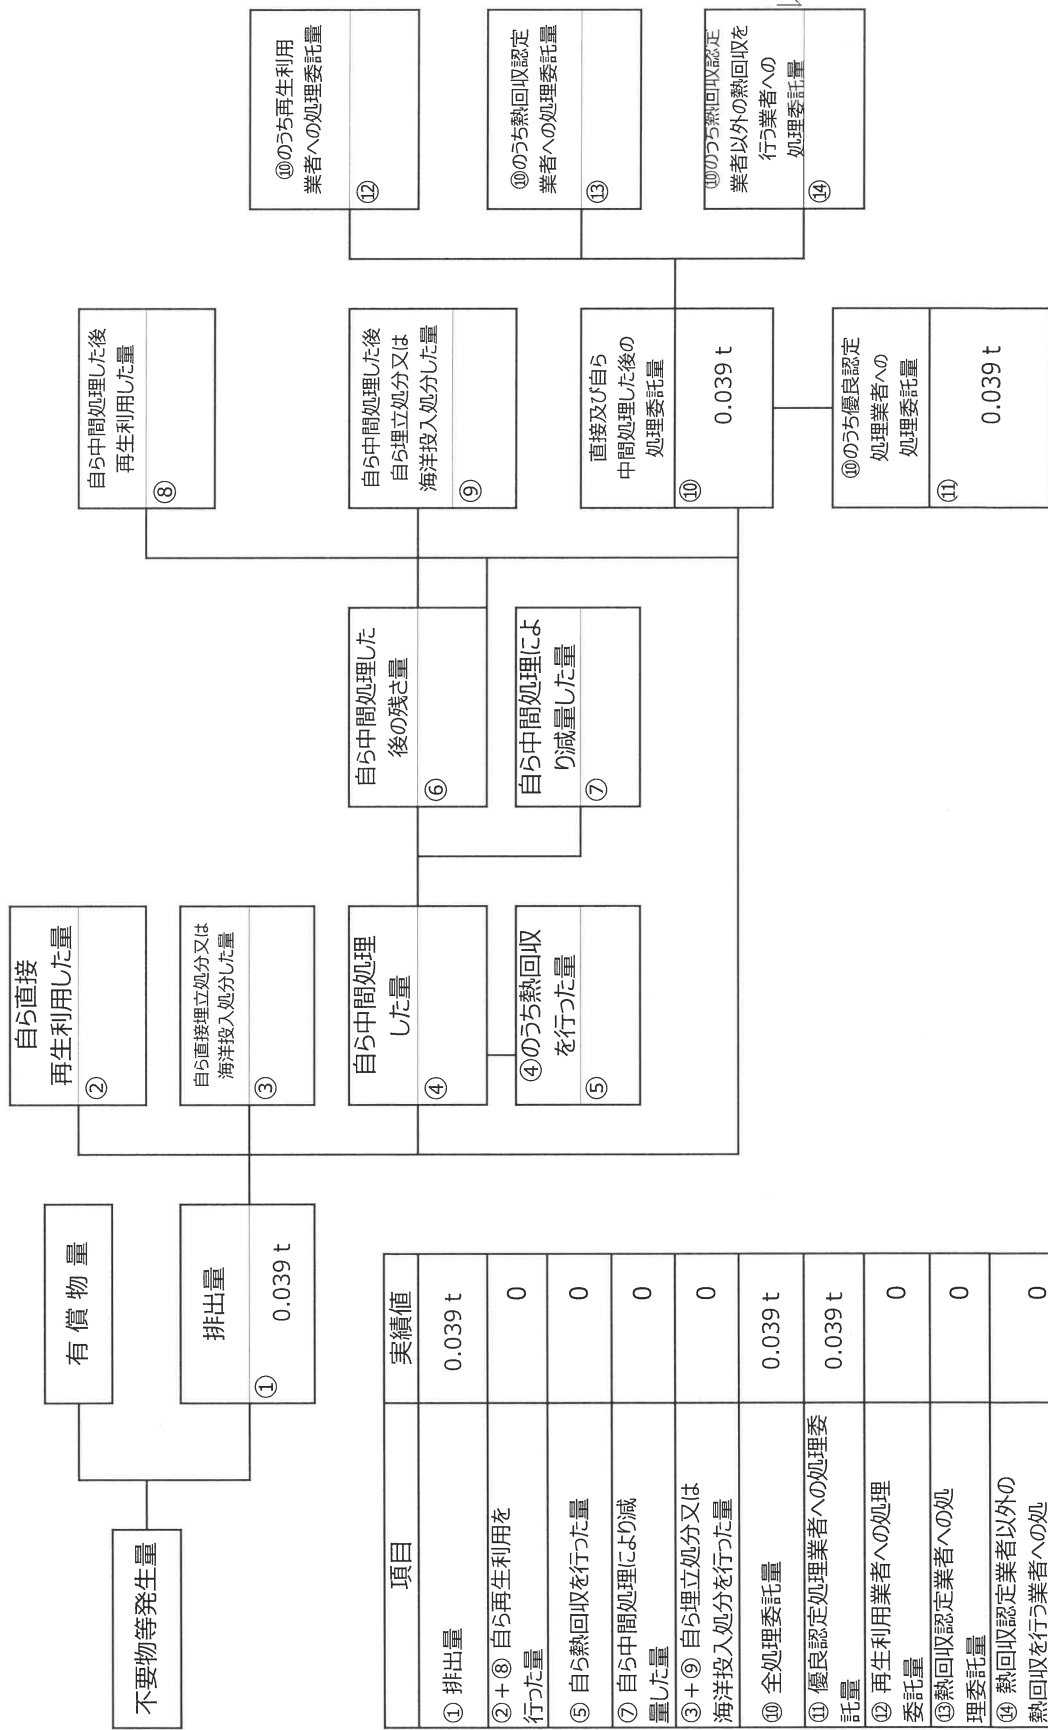 不要物等発生量
有 償 物 量
排出量
①
0.039 t
自ら直接
再生利用した量
②
自ら直接埋立処分又は
海洋投入処分した量
③
自ら中間処理
した量
④
④のうち熱回収
を行った量
⑤
自ら中間処理した
後の残さ量
⑥
自ら中間処理によ
り減量した量
⑦
自ら中間処理した後
再生利用した量
⑧
自ら中間処理した後
自ら埋立処分又は
海洋投入処分した量
⑨
直接及び自ら
中間処理した後の
処理委託量
⑩
0.039 t
⑩のうち優良認定
処理業者への
処理委託量
⑪
0.039 t
⑩のうち再生利用
業者への処理委託量
⑫
⑩のうち熱回収認定
業者への処理委託量
⑬
⑩のうち熱回収認定
業者以外の熱回収を
行う業者への
処理委託量
⑭
項目 実績値
① 排出量 0.039 t
②+⑧ 自ら再生利用を
行った量 0
⑤ 自ら熱回収を行った量 0
⑦ 自ら中間処理により減
量した量 0
③+⑨ 自ら埋立処分又は
海洋投入処分を行った量 0
⑩ 全処理委託量 0.039 t
⑪ 優良認定処理業者への処理委
託量 0.039 t
⑫ 再生利用業者への処理
委託量 0
⑬熱回収認定業者への処
理委託量 0
⑭ 熱回収認定業者以外の
熱回収を行う業者への処 0